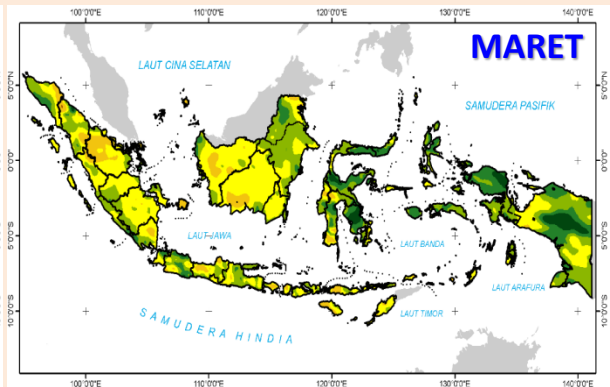 100°0'0"E 110°0'0"E 120°0'0"E 130°0'0"E 140°0'0"E
MARET
LAUT CINA SELATAN
SAMUDERA PASIFIK
5°0'0"N 5°0'0"N
0°0'0" 0°0'0"
LAUT JAWA
LAUT BANDA
5°0'0"S 5°0'0"S
LAUT ARAFURA
LAUT TIMOR
SAMUDERA HINDIA
10°0'0"S 10°0'0"S
100°0'0"E 110°0'0"E 120°0'0"E 130°0'0"E 140°0'0"E